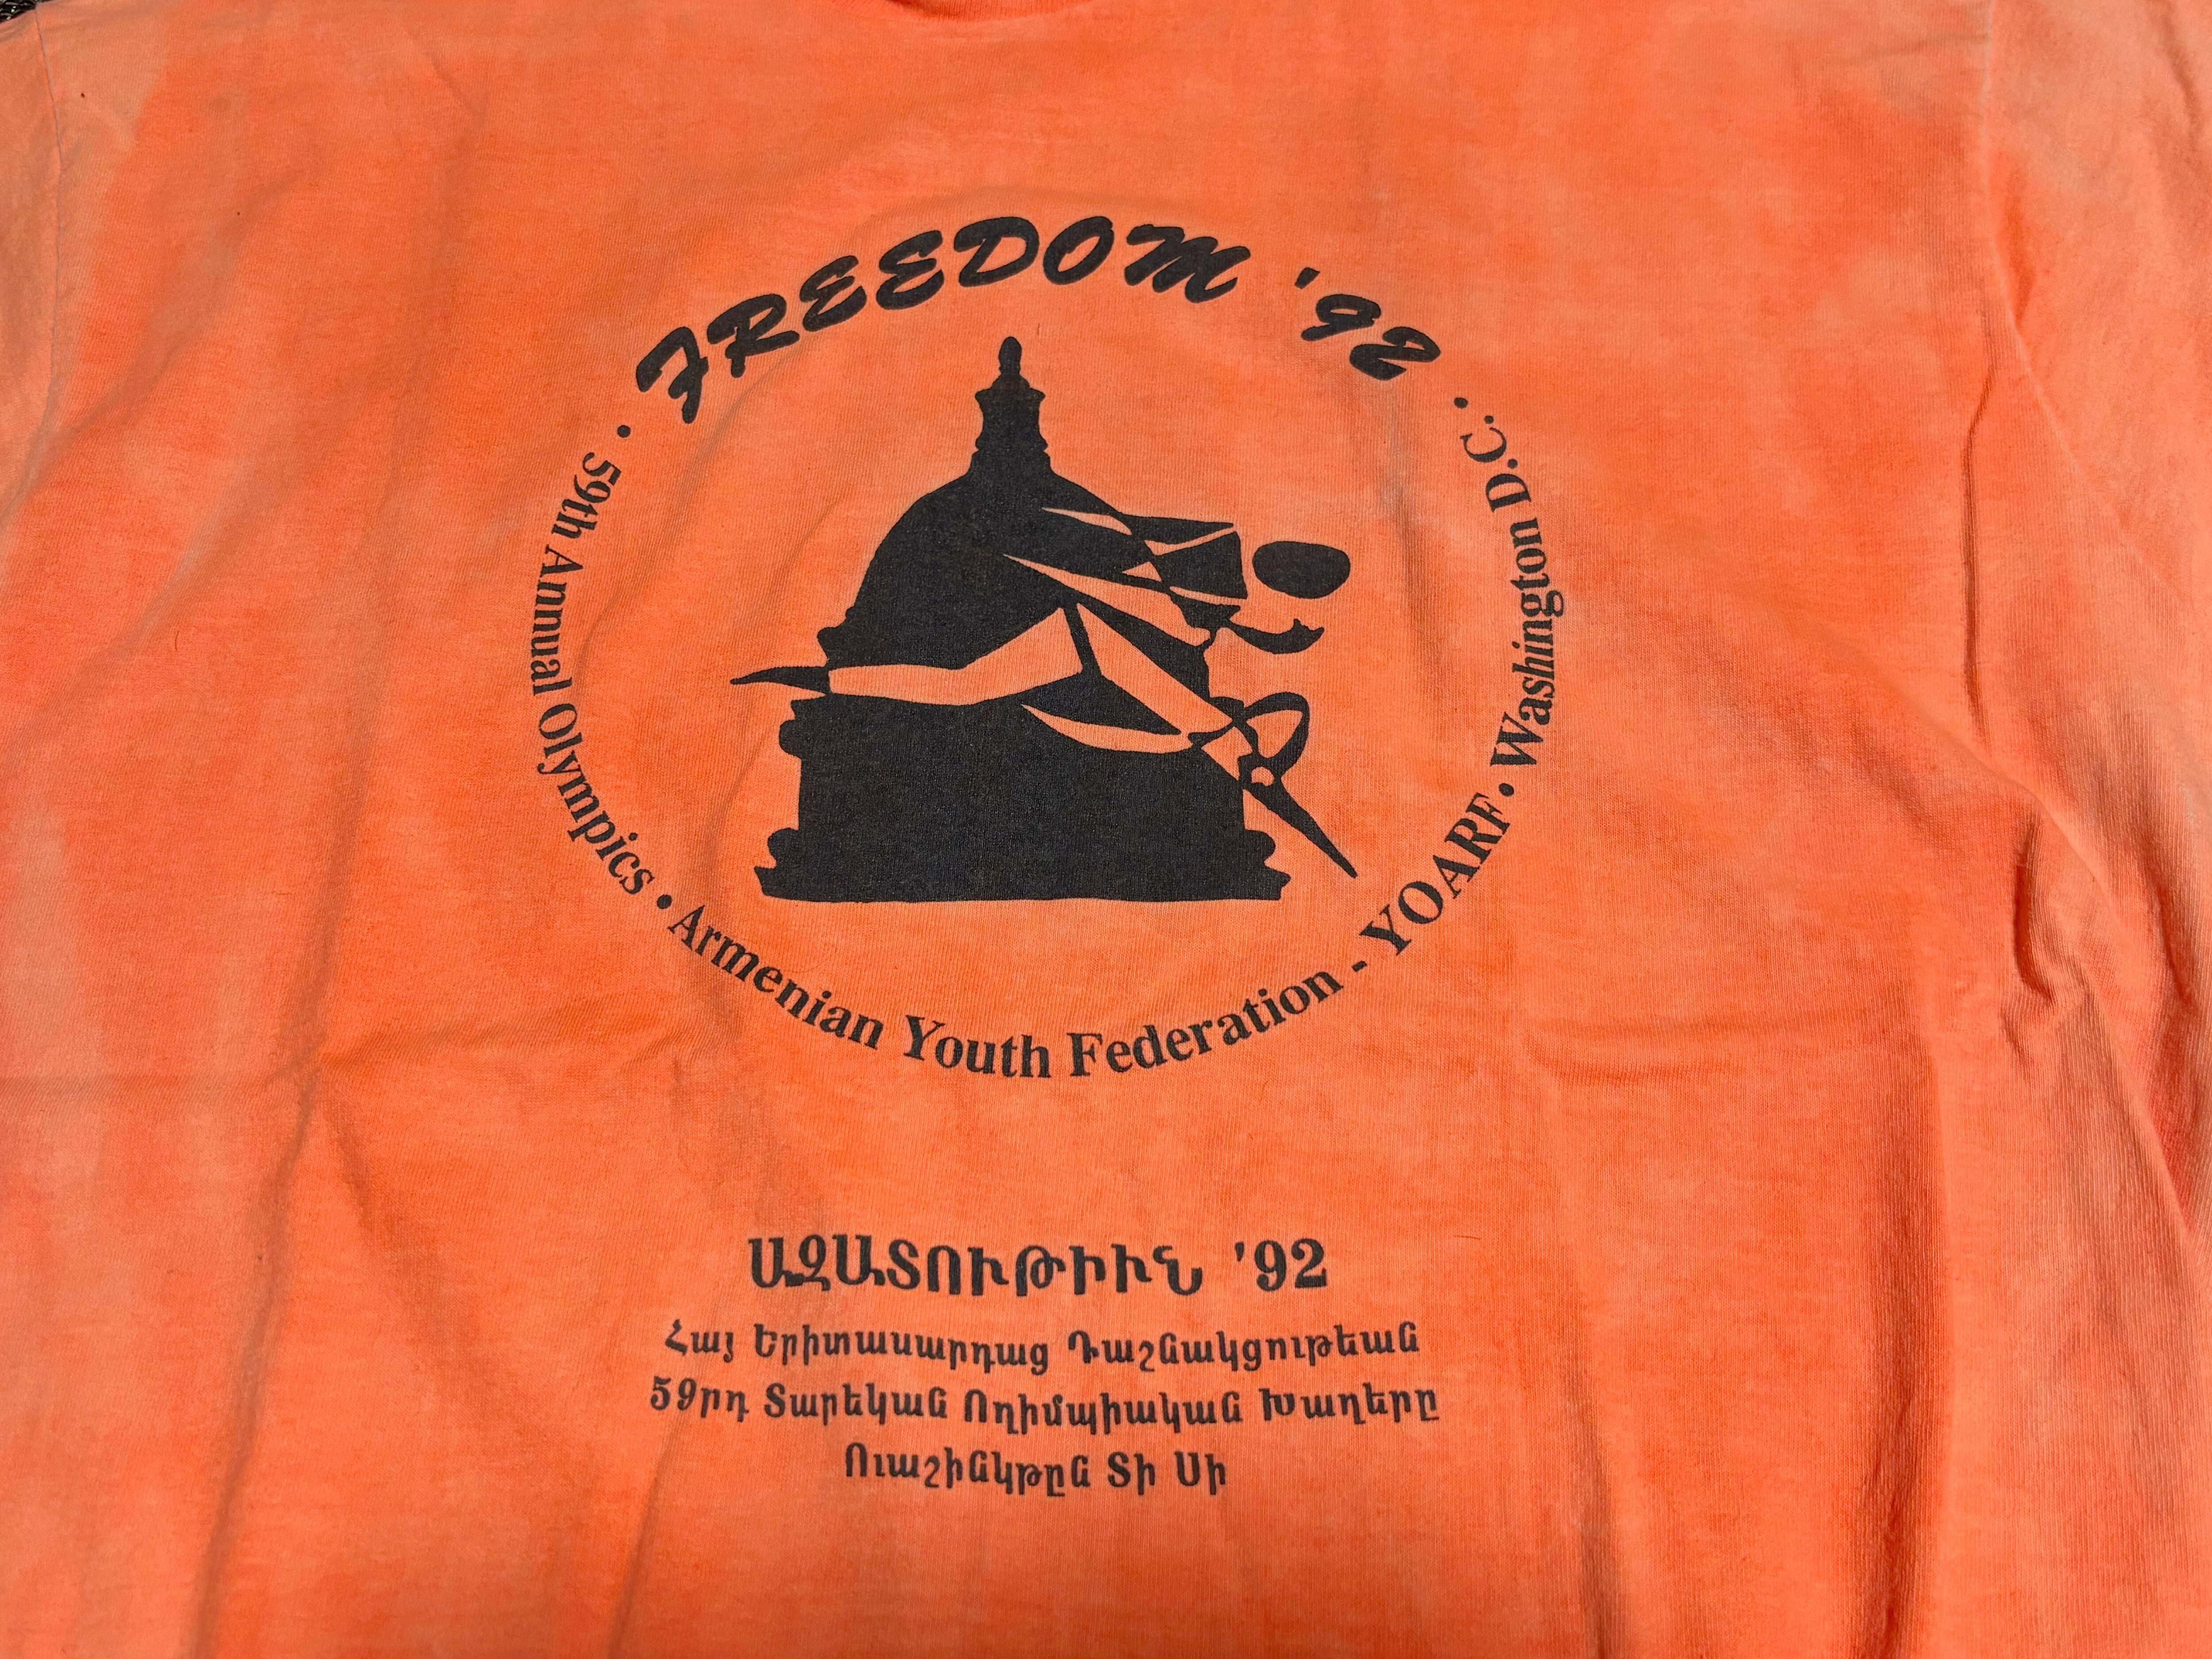 FREEDOM '92
• 59th Annual Olympics • Armenian Youth Federation - YOARF • Washington D.C. •
ԱԶԱՏՈՒԹԻՒՆ '92
Հայ Երիտասարդաց Դաշնակցութեան
59րդ Տարեկան Ողիմպիական Խաղերը
Ուաշինկթըն Տի Սի